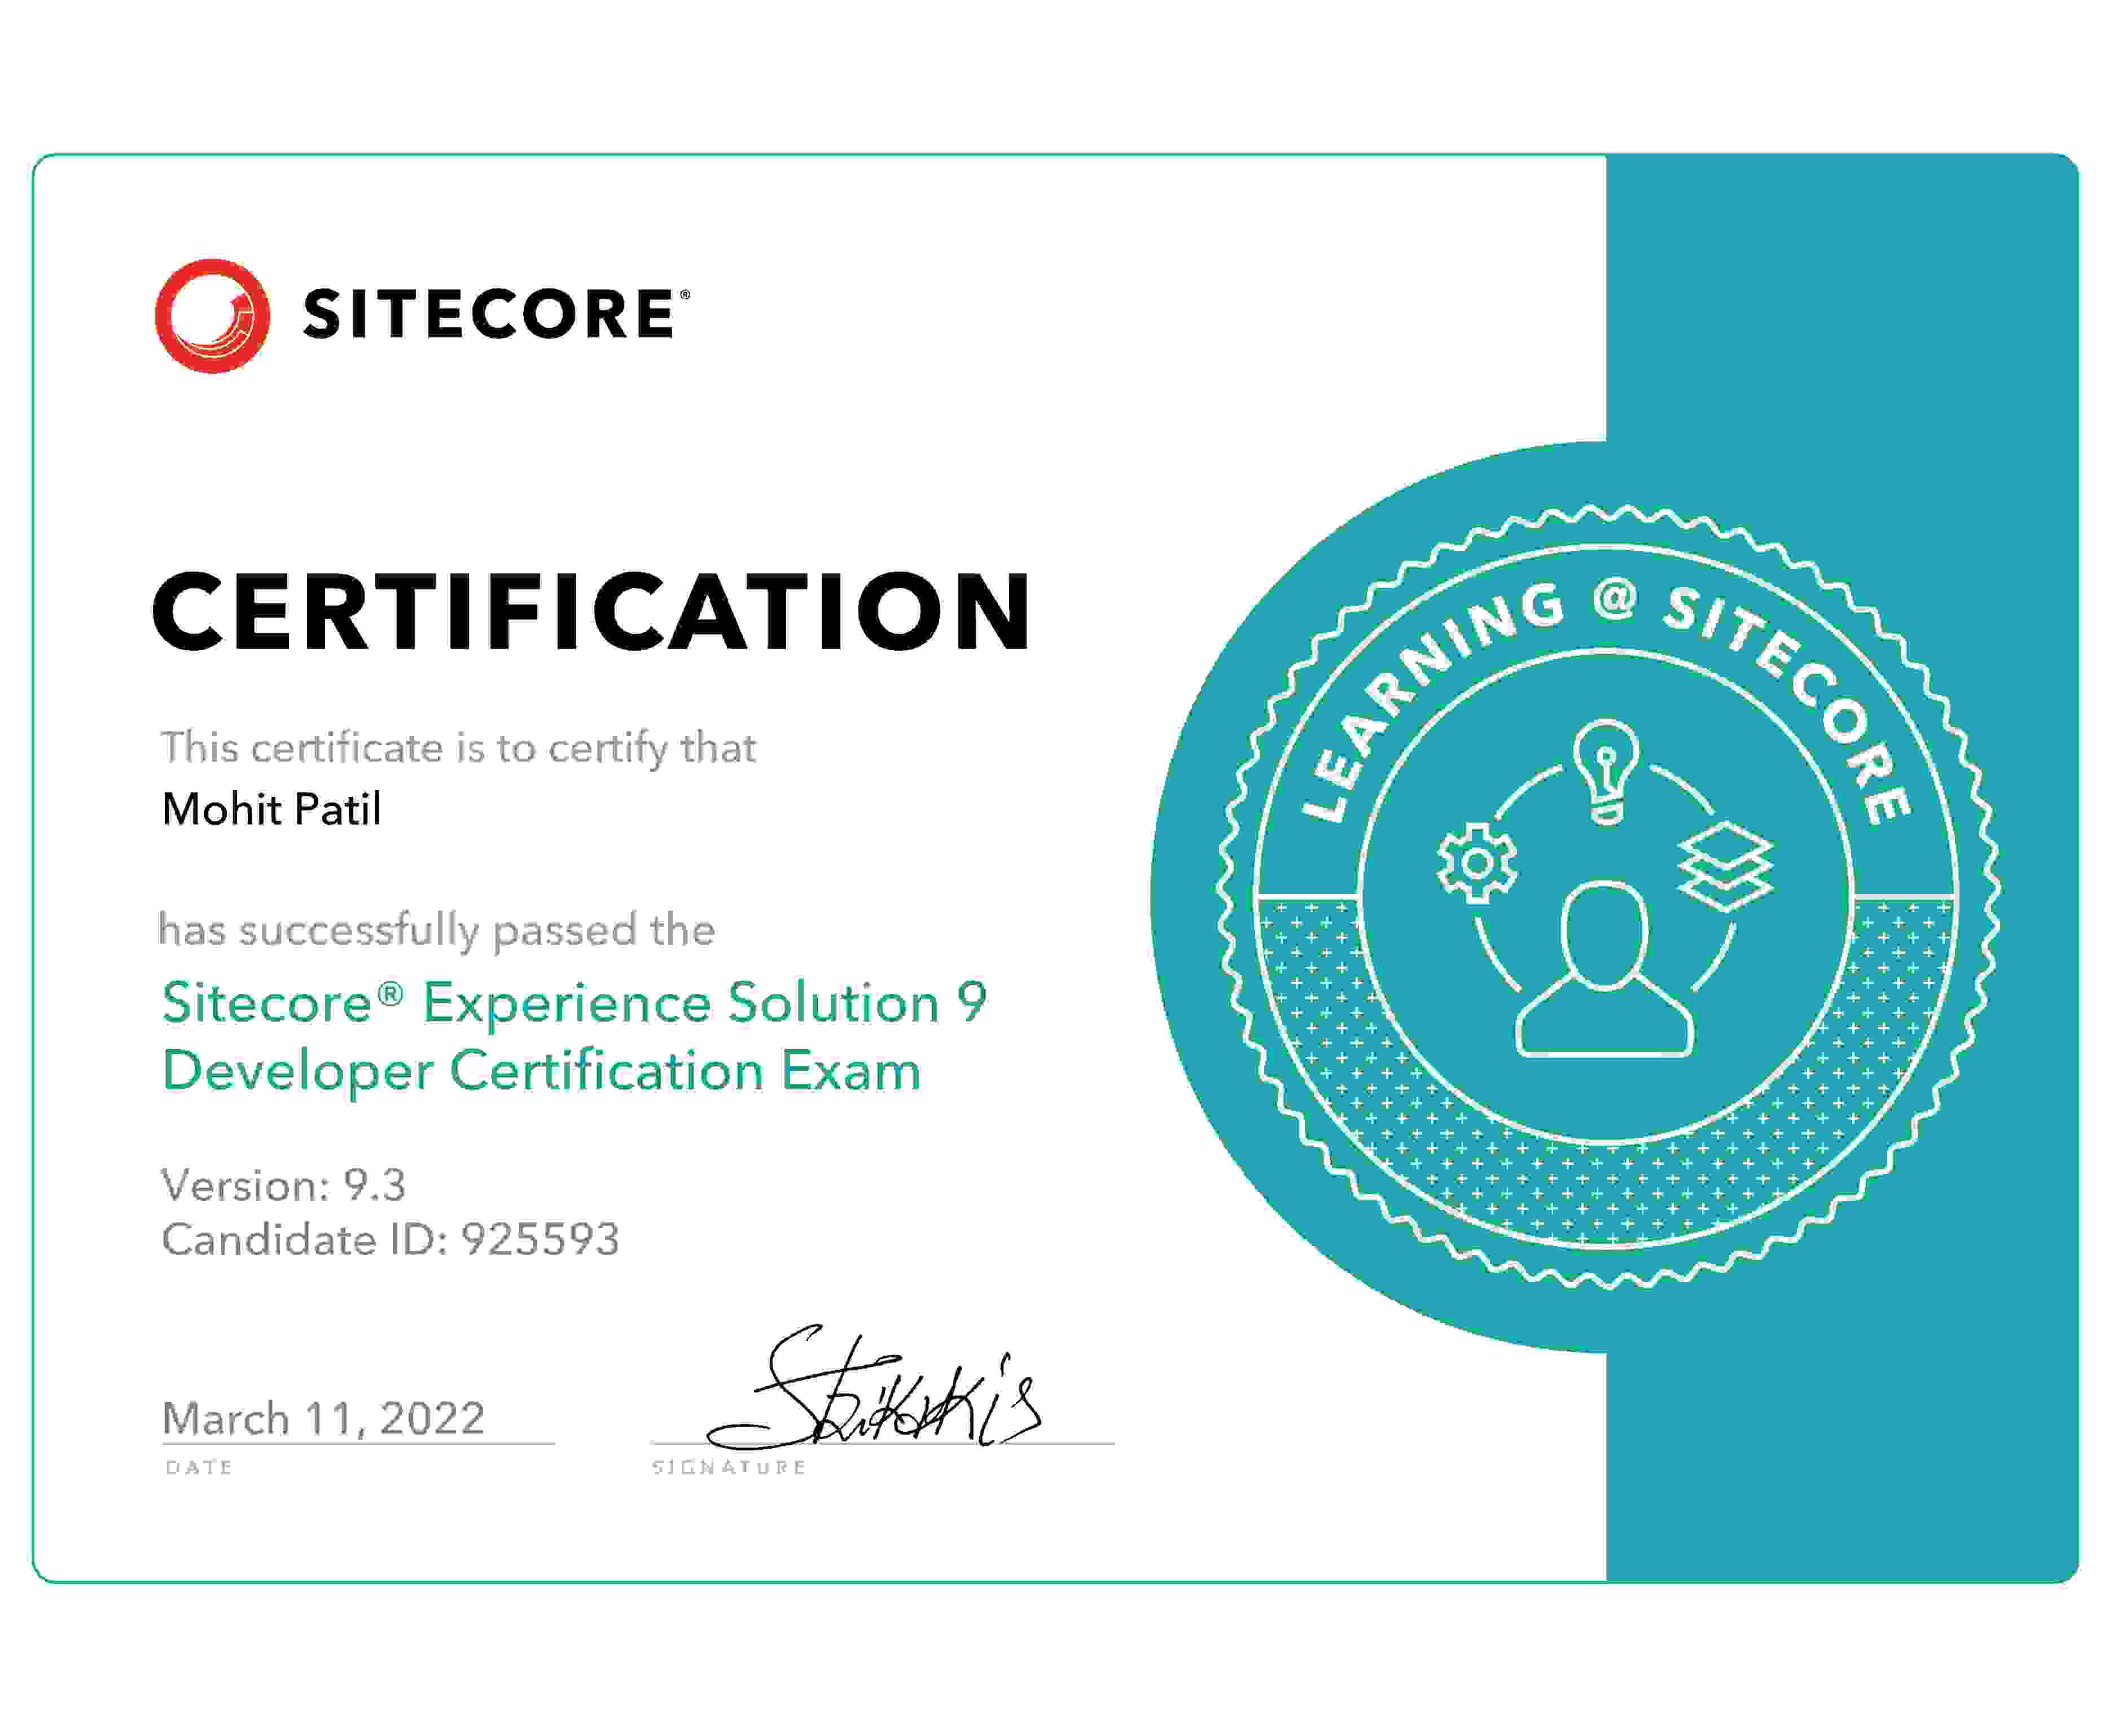 SITECORE®
CERTIFICATION
This certificate is to certify that
Mohit Patil
has successfully passed the
Sitecore® Experience Solution 9
Developer Certification Exam
Version: 9.3
Candidate ID: 925593
March 11, 2022
DATE
SIGNATURE
LEARNING @ SITECORE